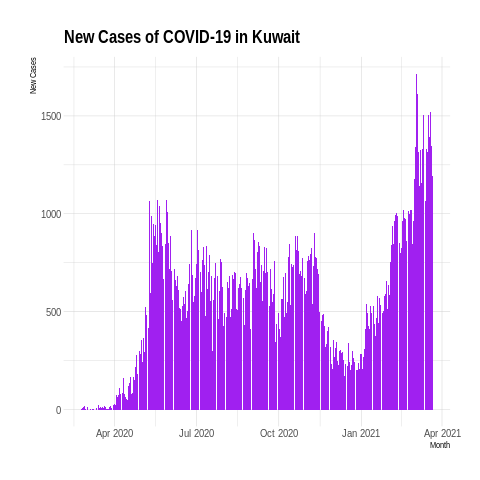 New Cases of COVID-19 in Kuwait
New Cases
1500
1000
500
0
Apr 2020 Jul 2020 Oct 2020 Jan 2021 Apr 2021
Month